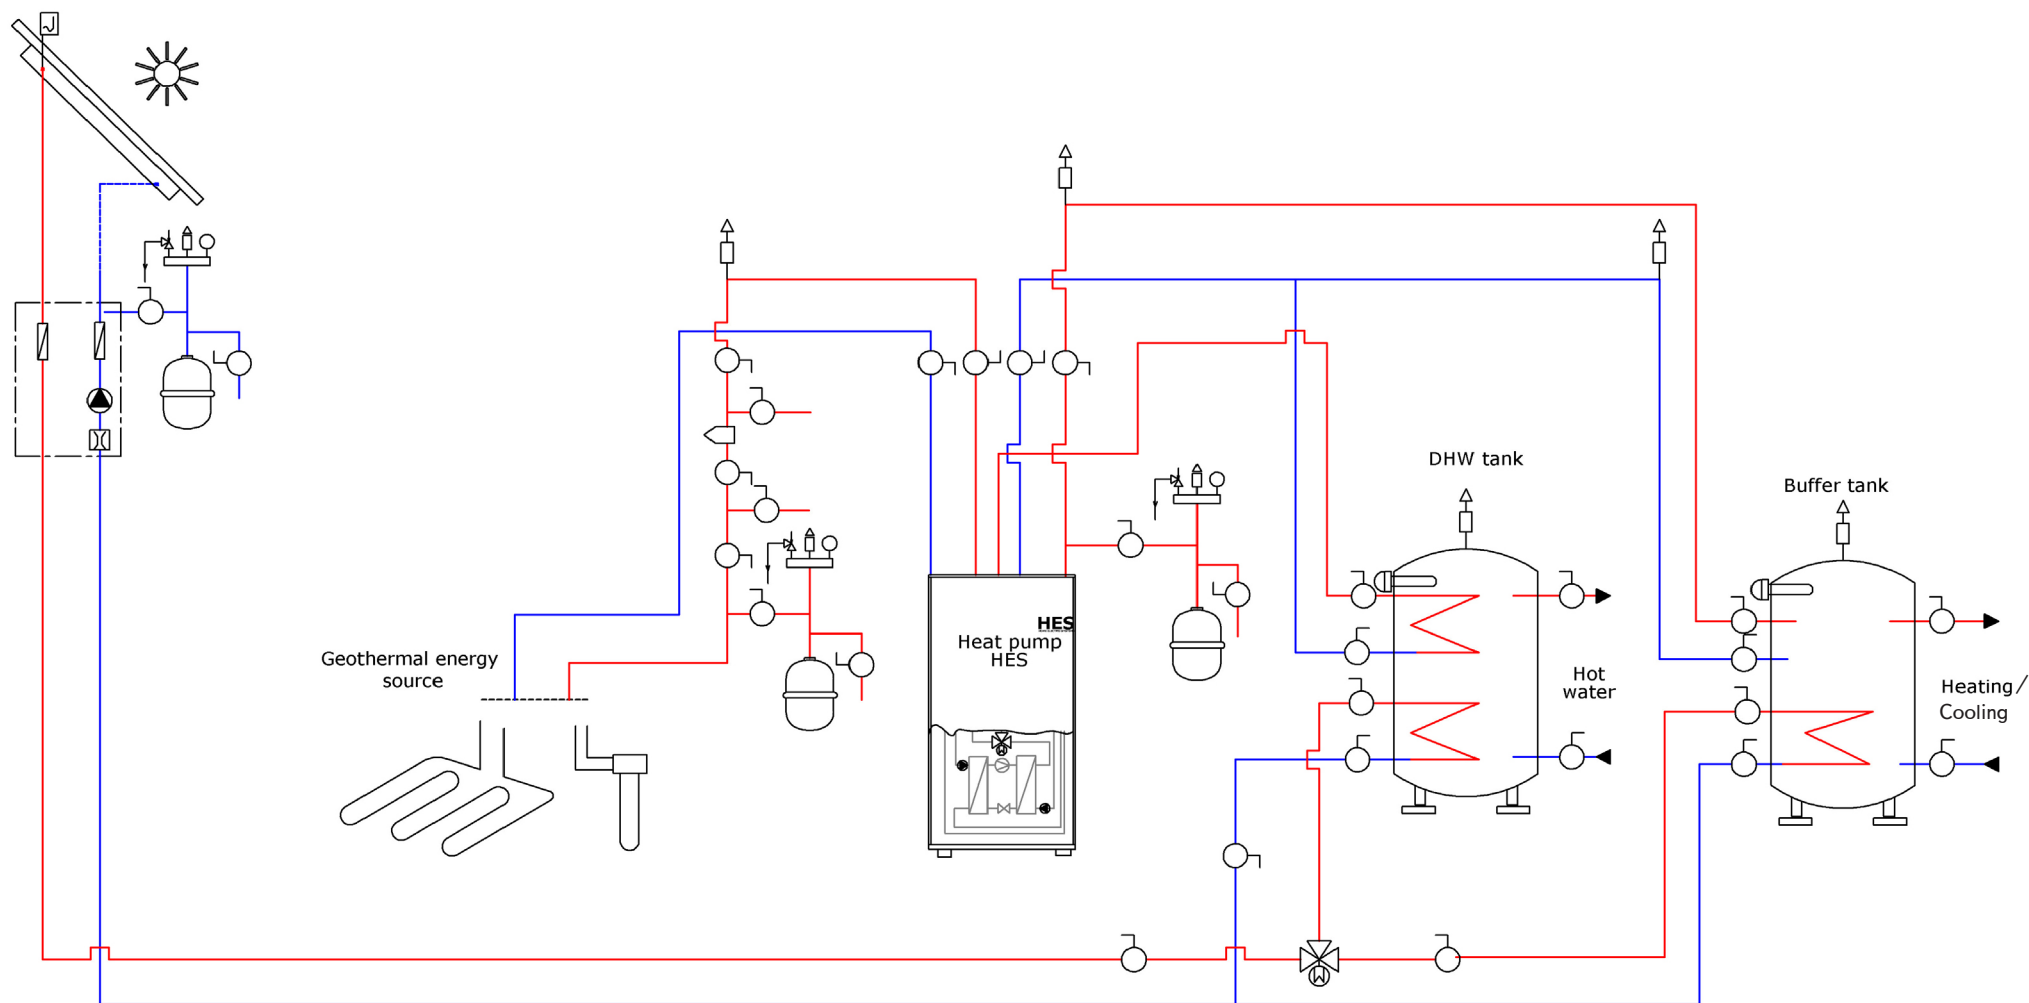 DHW tank
Buffer tank
HES
Heat pump
HES
Geothermal energy
source
Hot
water
Heating/
Cooling